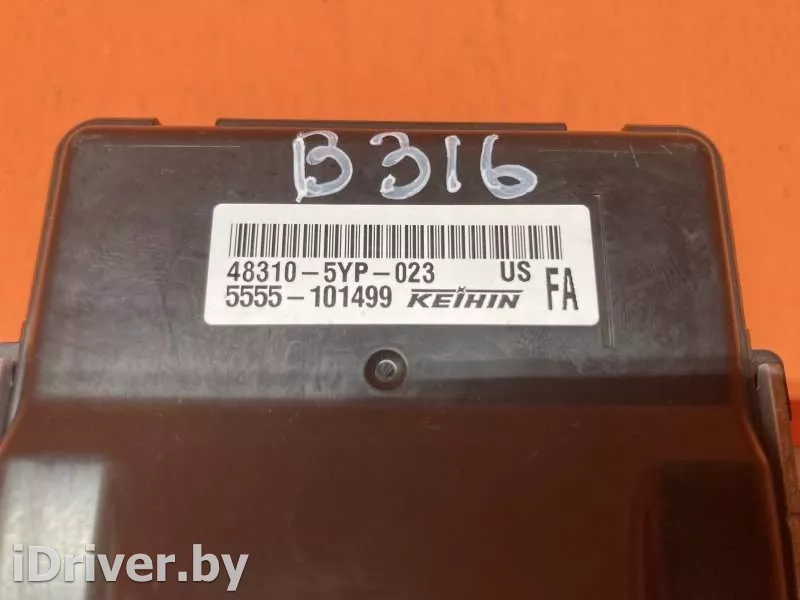 B316
48310-5YP-023 US
5555-101499 KEIHIN FA
iDriver.by